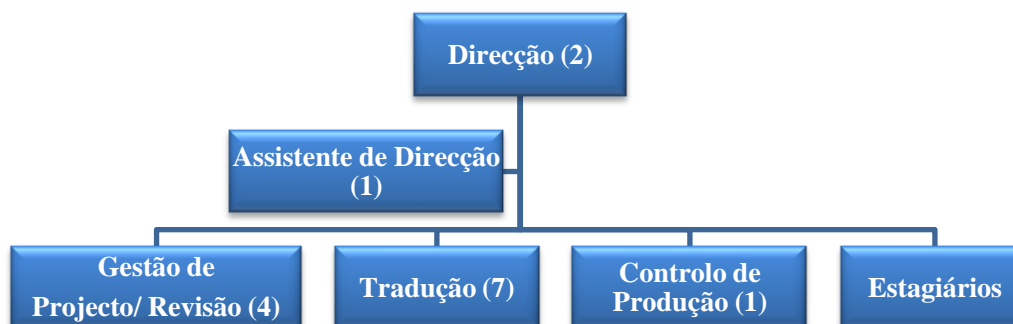 Direcção (2)
Assistente de Direcção
(1)
Gestão de
Projecto/ Revisão (4)
Tradução (7)
Controlo de
Produção (1)
Estagiários